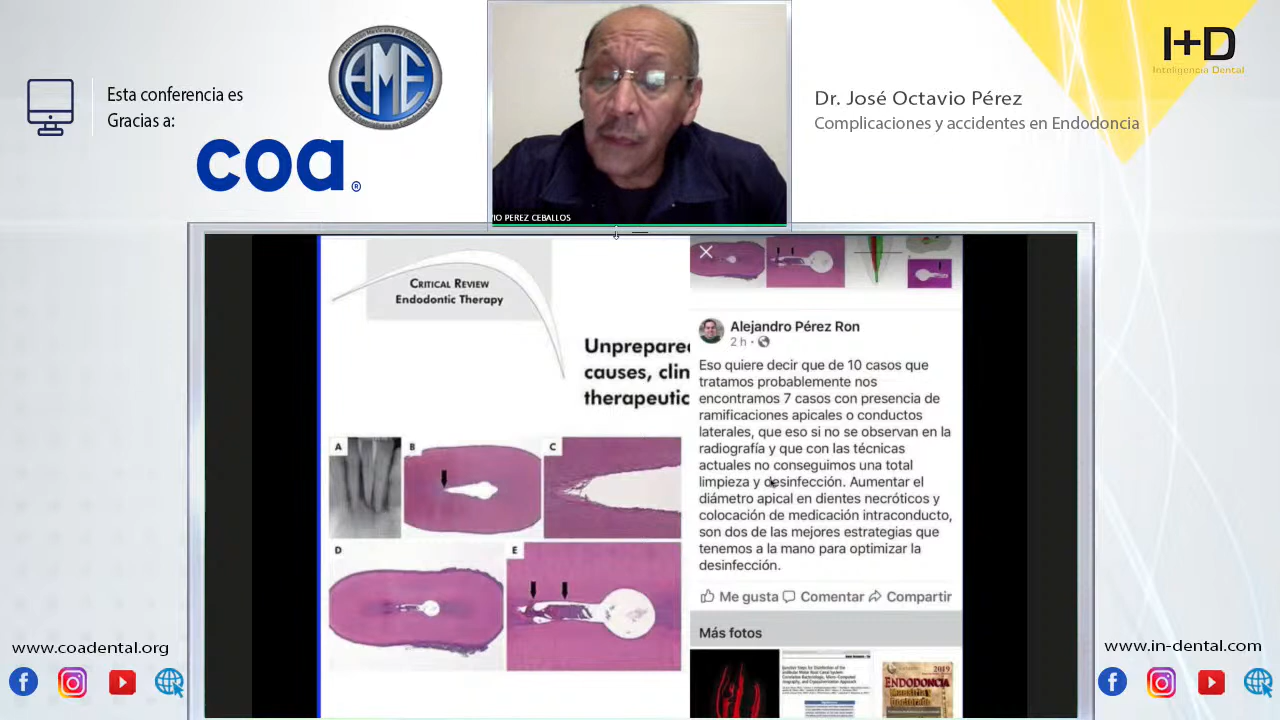 Esta conferencia es
Gracias a:
AME
coa®
IO PEREZ CEBALLOS
Dr. José Octavio Pérez
Complicaciones y accidentes en Endodoncia
I+D
Inteligencia Dental
CRITICAL REVIEW
Endodontic Therapy
Unprepare
causes, clin
therapeutic
A
B
C
D
E
Alejandro Pérez Ron
2 h ·
Eso quiere decir que de 10 casos que
tratamos probablemente nos
encontramos 7 casos con presencia de
ramificaciones apicales o conductos
laterales, que eso si no se observan en la
radiografía y que con las técnicas
actuales no conseguimos una total
limpieza y desinfección. Aumentar el
diámetro apical en dientes necróticos y
colocación de medicación intraconducto,
son dos de las mejores estrategias que
tenemos a la mano para optimizar la
desinfección.
Me gusta Comentar Compartir
Más fotos
2019
ENDODONCIA
www.coadental.org
www.in-dental.com